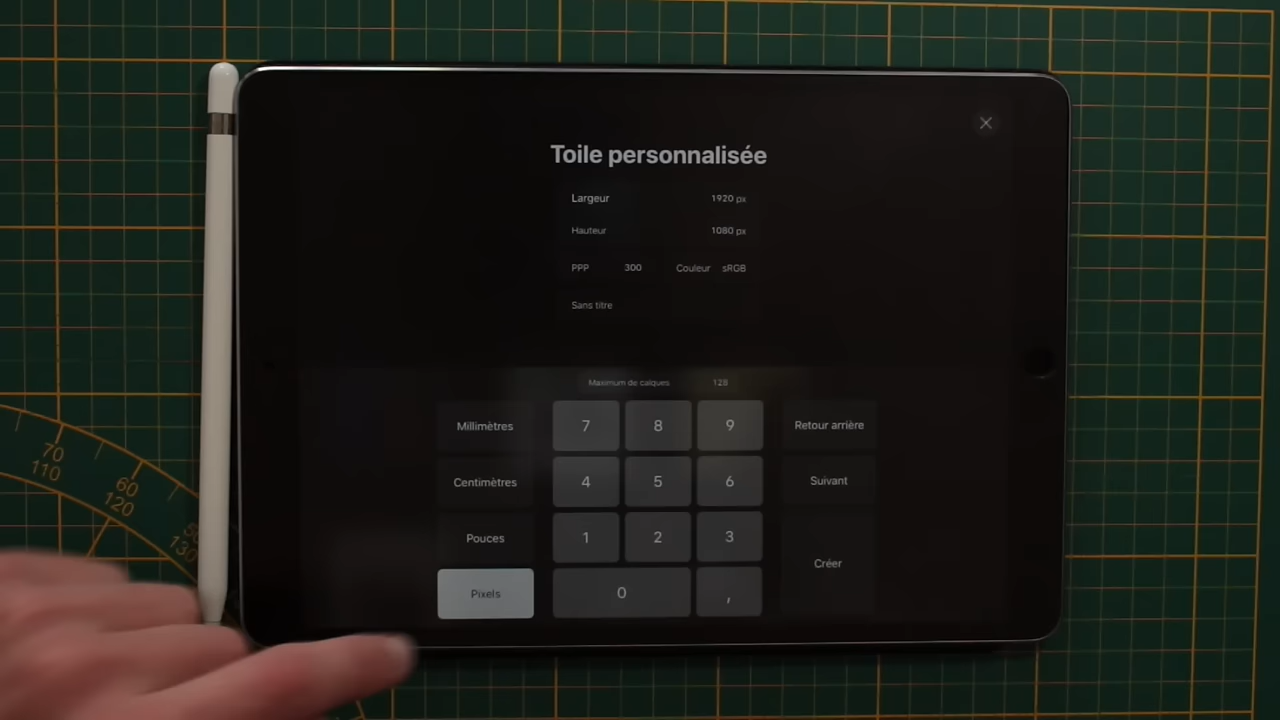 Toile personnalisée
Largeur 1920 px
Hauteur 1080 px
PPP 300 Couleur sRGB
Sans titre
Maximum de calques 128
Millimètres 7 8 9 Retour arrière
Centimètres 4 5 6 Suivant
Pouces 1 2 3
Créer
Pixels 0 ,
70
110
60
120
130